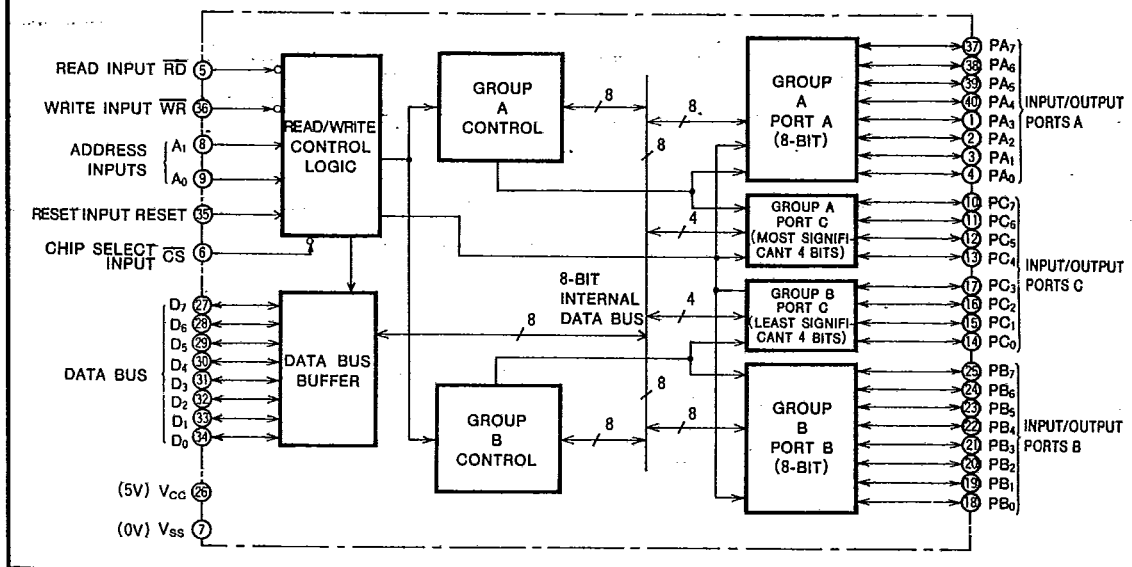 READ INPUT R̅D̅ 5
WRITE INPUT W̅R̅ 36
ADDRESS INPUTS
A₁ 8
A₀ 9
RESET INPUT RESET 35
CHIP SELECT INPUT C̅S̅ 6
READ/WRITE
CONTROL
LOGIC
DATA BUS
D₇ 27
D₆ 28
D₅ 29
D₄ 30
D₃ 31
D₂ 32
D₁ 33
D₀ 34
DATA BUS
BUFFER
(5V) VCC 26
(0V) VSS 7
GROUP
A
CONTROL
8
GROUP
B
CONTROL
8
8
8-BIT
INTERNAL
DATA BUS
8
8
4
4
8
8
GROUP
A
PORT A
(8-BIT)
GROUP A
PORT C
(MOST SIGNIFI-
CANT 4 BITS)
GROUP B
PORT C
(LEAST SIGNIFI-
CANT 4 BITS)
GROUP
B
PORT B
(8-BIT)
37 PA₇
38 PA₆
39 PA₅
40 PA₄
1 PA₃
2 PA₂
3 PA₁
4 PA₀
INPUT/OUTPUT
PORTS A
10 PC₇
11 PC₆
12 PC₅
13 PC₄
17 PC₃
16 PC₂
15 PC₁
14 PC₀
INPUT/OUTPUT
PORTS C
25 PB₇
24 PB₆
23 PB₅
22 PB₄
21 PB₃
20 PB₂
19 PB₁
18 PB₀
INPUT/OUTPUT
PORTS B